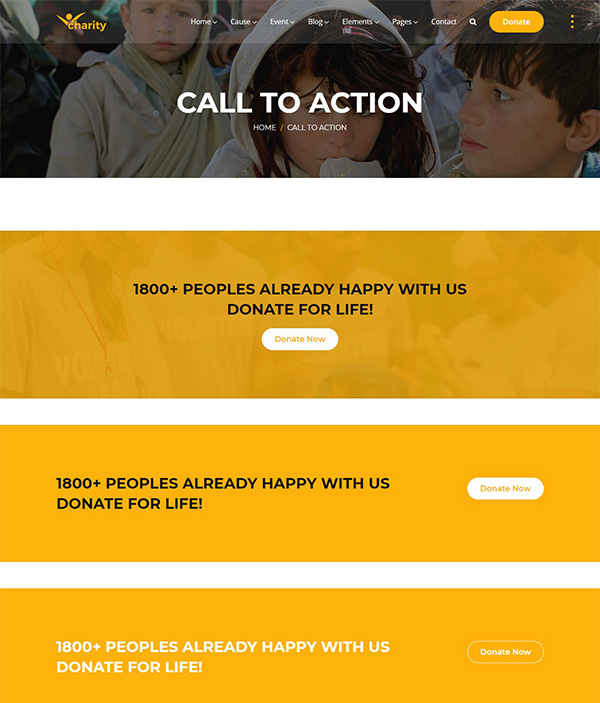 charity
Home Cause Event Blog Elements Pages Contact Donate
CALL TO ACTION
HOME / CALL TO ACTION
VOLUNTEER
1800+ PEOPLES ALREADY HAPPY WITH US
DONATE FOR LIFE!
Donate Now
1800+ PEOPLES ALREADY HAPPY WITH US
DONATE FOR LIFE!
Donate Now
1800+ PEOPLES ALREADY HAPPY WITH US
DONATE FOR LIFE!
Donate Now